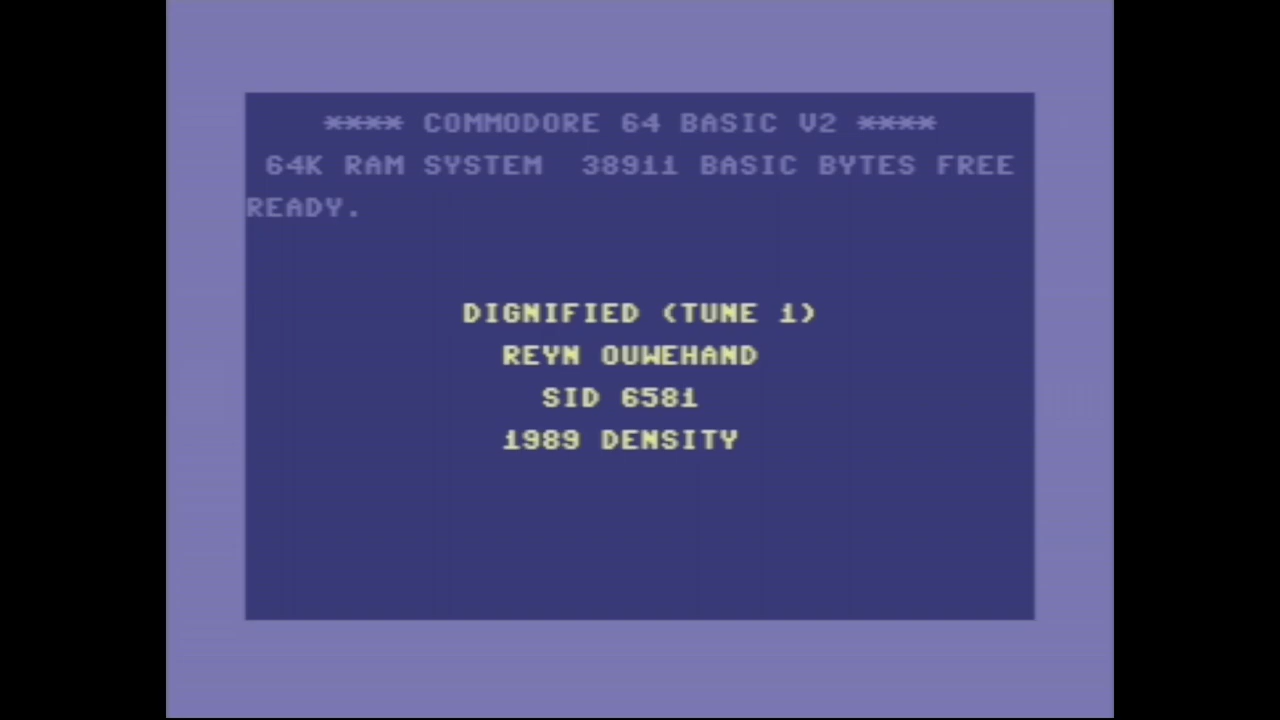 **** COMMODORE 64 BASIC V2 ****
64K RAM SYSTEM  38911 BASIC BYTES FREE
READY.
DIGNIFIED (TUNE 1)
REYN OUWEHAND
SID 6581
1989 DENSITY